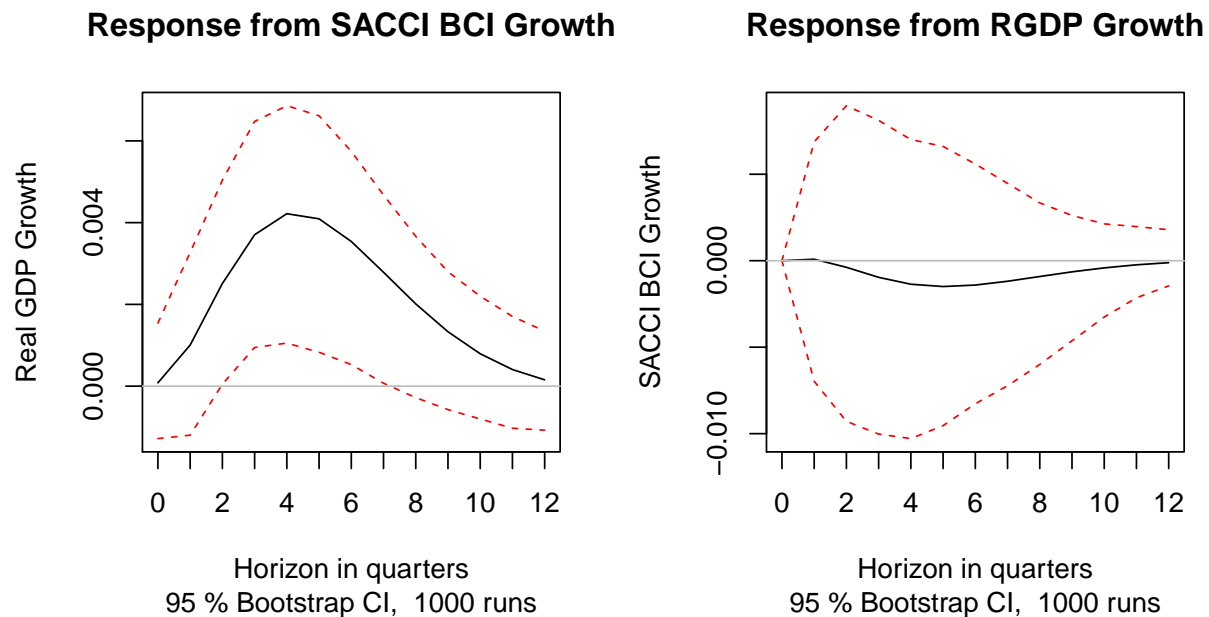 Response from SACCI BCI Growth
Real GDP Growth
0.004
0.000
0 2 4 6 8 10 12
Horizon in quarters
95 % Bootstrap CI, 1000 runs
Response from RGDP Growth
SACCI BCI Growth
0.000
−0.010
0 2 4 6 8 10 12
Horizon in quarters
95 % Bootstrap CI, 1000 runs